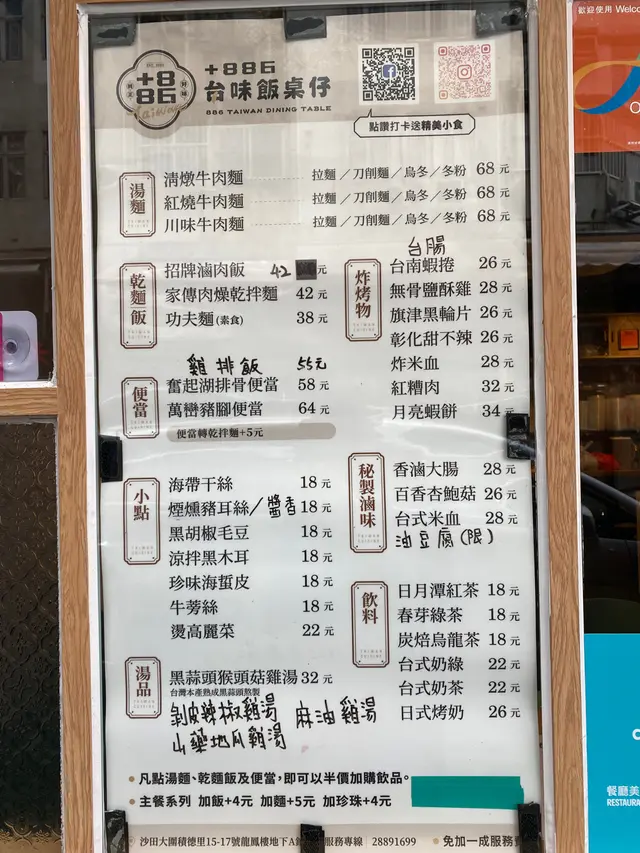 歡迎使用 Welco
+8
86
Taiwan
+886
台味飯桌仔
886 TAIWAN DINING TABLE
點讚打卡送精美小食
湯麵
清燉牛肉麵 拉麵/刀削麵/烏冬/冬粉 68元
紅燒牛肉麵 拉麵/刀削麵/烏冬/冬粉 68元
川味牛肉麵 拉麵/刀削麵/烏冬/冬粉 68元
乾麵飯
招牌滷肉飯 42 元
家傳肉燥乾拌麵 42元
功夫麵(素食) 38元
雞排飯 55元
便當
奮起湖排骨便當 58元
萬巒豬腳便當 64元
便當轉乾拌麵+5元
小點
海帶干絲 18元
煙燻豬耳絲/醬香 18元
黑胡椒毛豆 18元
涼拌黑木耳 18元
珍味海蜇皮 18元
牛蒡絲 18元
燙高麗菜 22元
湯品
黑蒜頭猴頭菇雞湯 32元
台灣本產熟成黑蒜頭熬製
剝皮辣椒雞湯 麻油雞湯
山藥地瓜雞湯
炸烤物
台腸
台南蝦捲 26元
無骨鹽酥雞 28元
旗津黑輪片 26元
彰化甜不辣 26元
炸米血 28元
紅糟肉 32元
月亮蝦餅 34元
秘製滷味
香滷大腸 28元
百香杏鮑菇 26元
台式米血 28元
油豆腐(限)
飲料
日月潭紅茶 18元
春芽綠茶 18元
炭焙烏龍茶 18元
台式奶綠 22元
台式奶茶 22元
日式烤奶 26元
凡點湯麵、乾麵飯及便當,即可以半價加購飲品。
主餐系列 加飯+4元 加麵+5元 加珍珠+4元
沙田大圍積德里15-17號龍鳳樓地下A 服務專線 | 28891699 免加一成服務費
餐廳美
RESTAURA